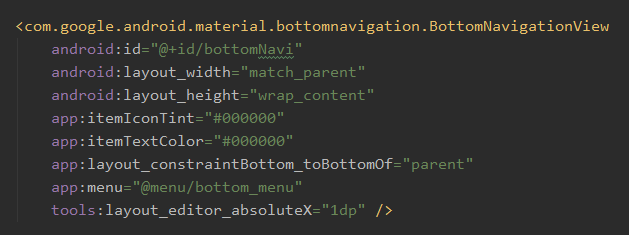 <com.google.android.material.bottomnavigation.BottomNavigationView
android:id="@+id/bottomNavi"
android:layout_width="match_parent"
android:layout_height="wrap_content"
app:itemIconTint="#000000"
app:itemTextColor="#000000"
app:layout_constraintBottom_toBottomOf="parent"
app:menu="@menu/bottom_menu"
tools:layout_editor_absoluteX="1dp" />